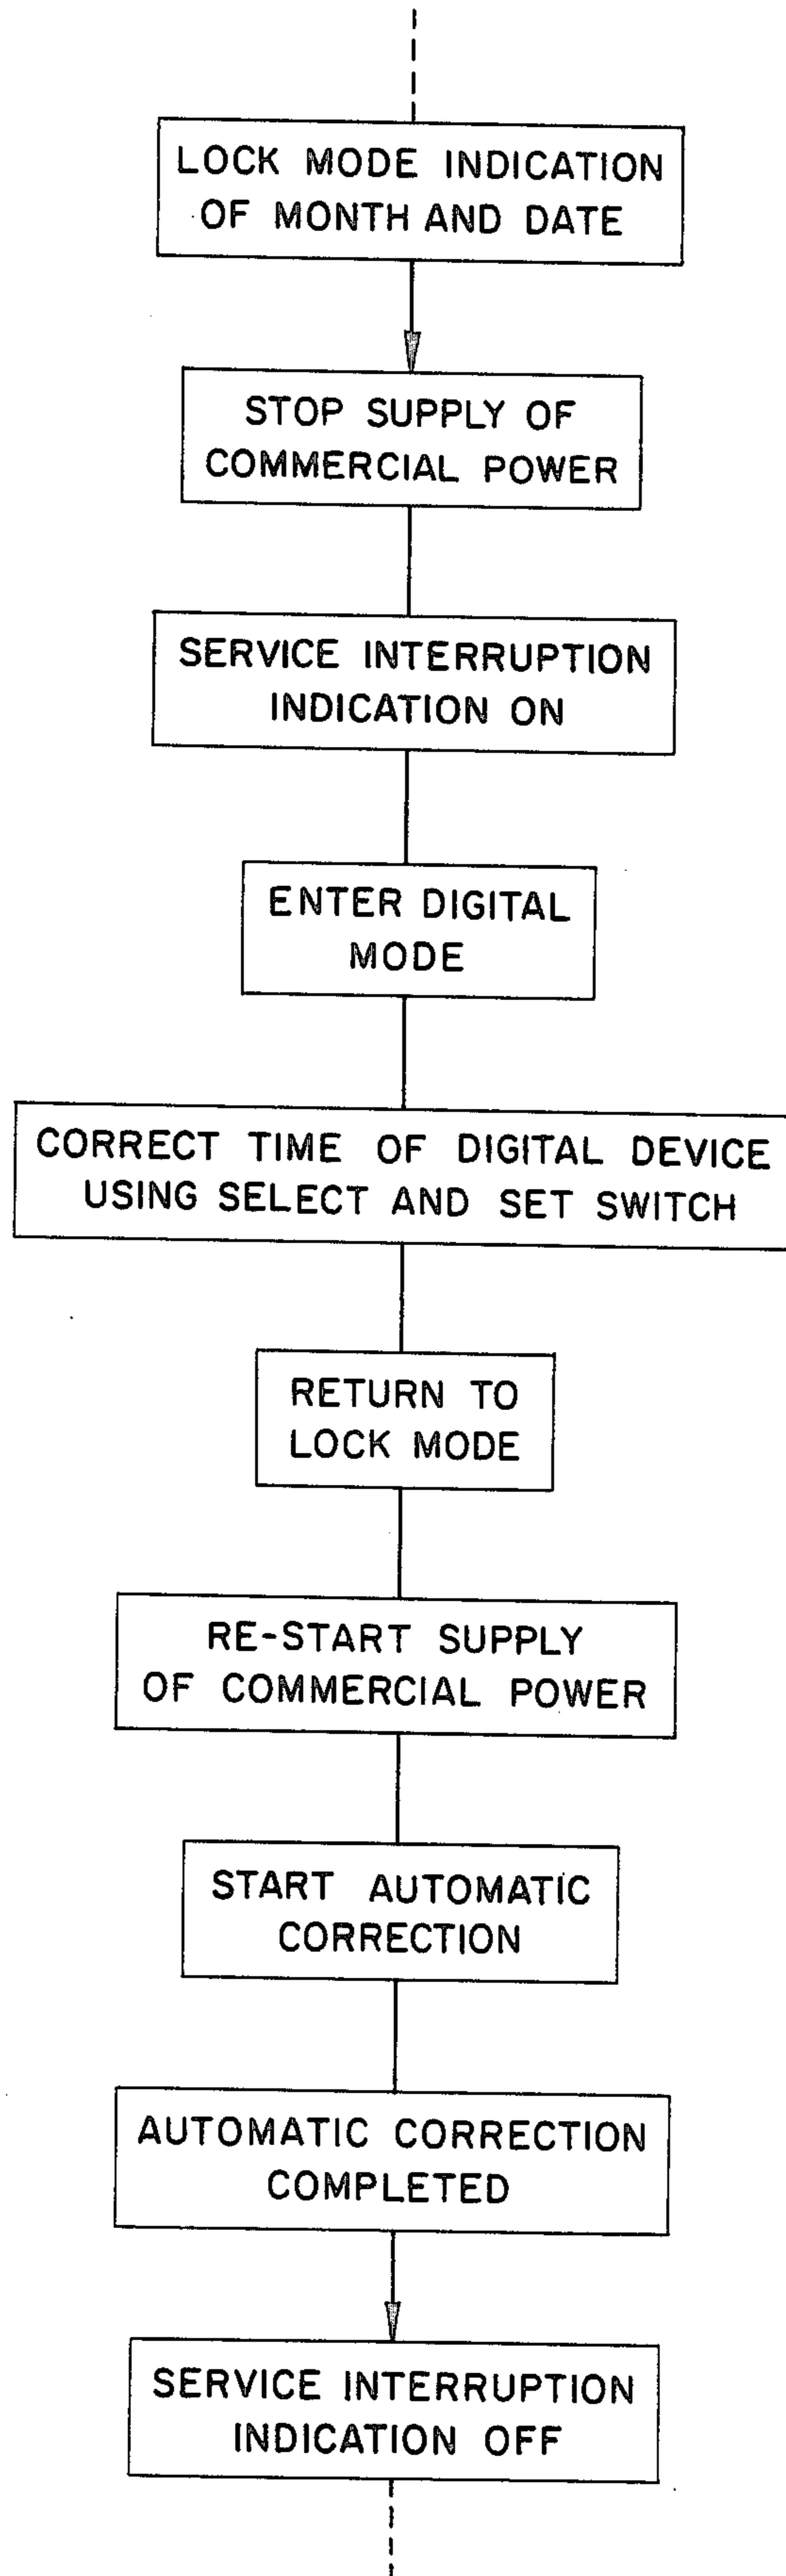 LOCK MODE INDICATION
OF MONTH AND DATE
STOP SUPPLY OF
COMMERCIAL POWER
SERVICE INTERRUPTION
INDICATION ON
ENTER DIGITAL
MODE
CORRECT TIME OF DIGITAL DEVICE
USING SELECT AND SET SWITCH
RETURN TO
LOCK MODE
RE-START SUPPLY
OF COMMERCIAL POWER
START AUTOMATIC
CORRECTION
AUTOMATIC CORRECTION
COMPLETED
SERVICE INTERRUPTION
INDICATION OFF